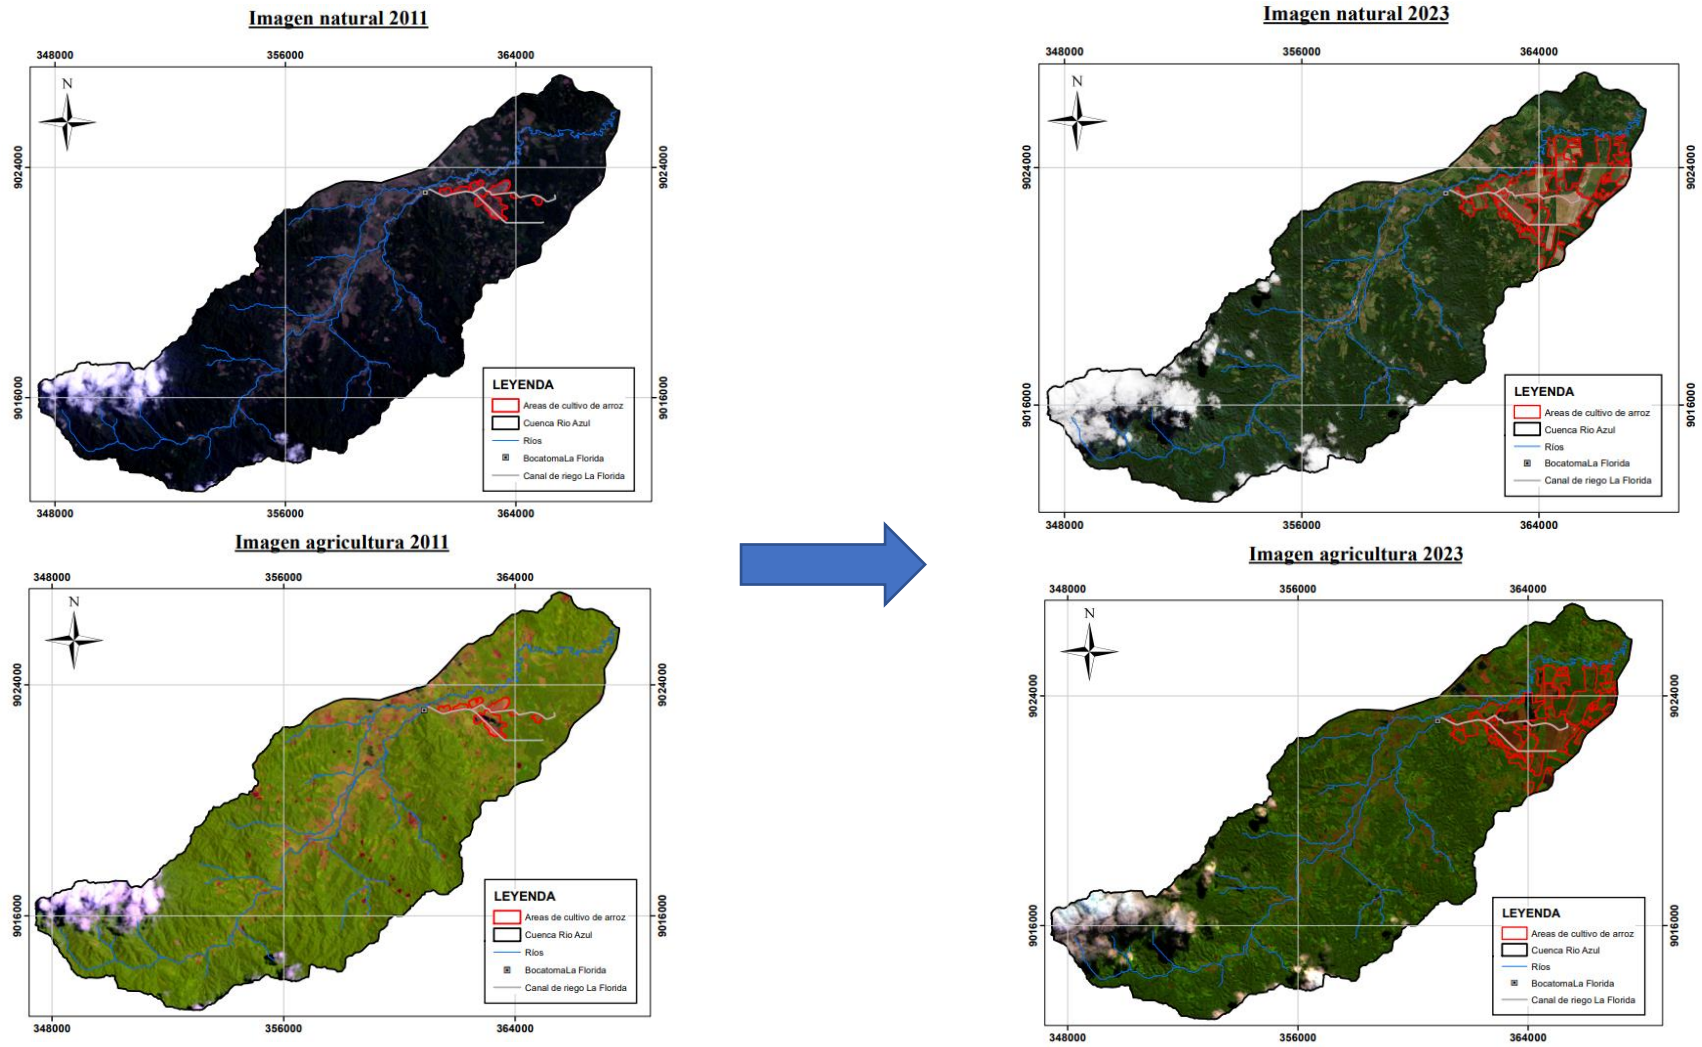 Imagen natural 2011
348000
356000
364000
N
9024000
9024000
9016000
9016000
LEYENDA
Areas de cultivo de arroz
Cuenca Rio Azul
Ríos
BocatomaLa Florida
Canal de riego La Florida
348000
356000
364000
Imagen natural 2023
348000
356000
364000
N
9024000
9024000
9016000
9016000
LEYENDA
Areas de cultivo de arroz
Cuenca Rio Azul
Ríos
BocatomaLa Florida
Canal de riego La Florida
348000
356000
364000
Imagen agricultura 2011
348000
356000
364000
N
9024000
9024000
9016000
9016000
LEYENDA
Areas de cultivo de arroz
Cuenca Rio Azul
Ríos
BocatomaLa Florida
Canal de riego La Florida
348000
356000
364000
Imagen agricultura 2023
348000
356000
364000
N
9024000
9024000
9016000
9016000
LEYENDA
Areas de cultivo de arroz
Cuenca Rio Azul
Ríos
BocatomaLa Florida
Canal de riego La Florida
348000
356000
364000